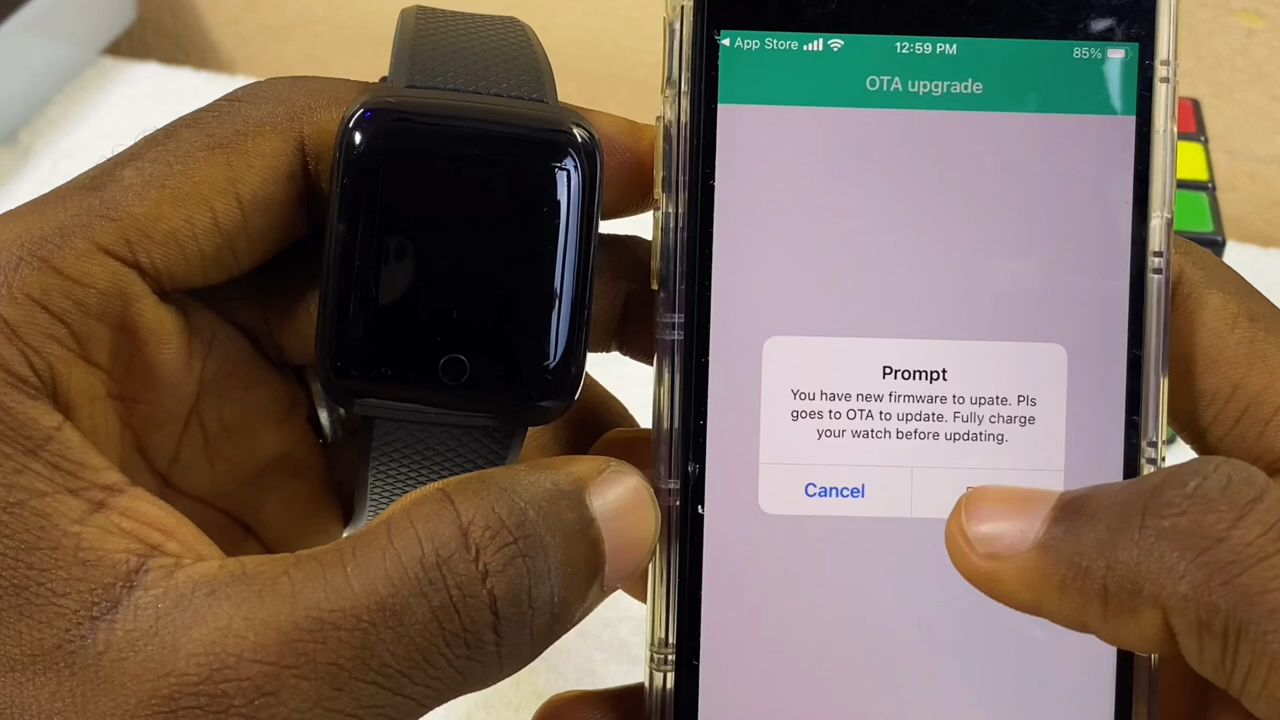 App Store
12:59 PM
85%
OTA upgrade
Prompt
You have new firmware to upate. Pls
goes to OTA to update. Fully charge
your watch before updating.
Cancel